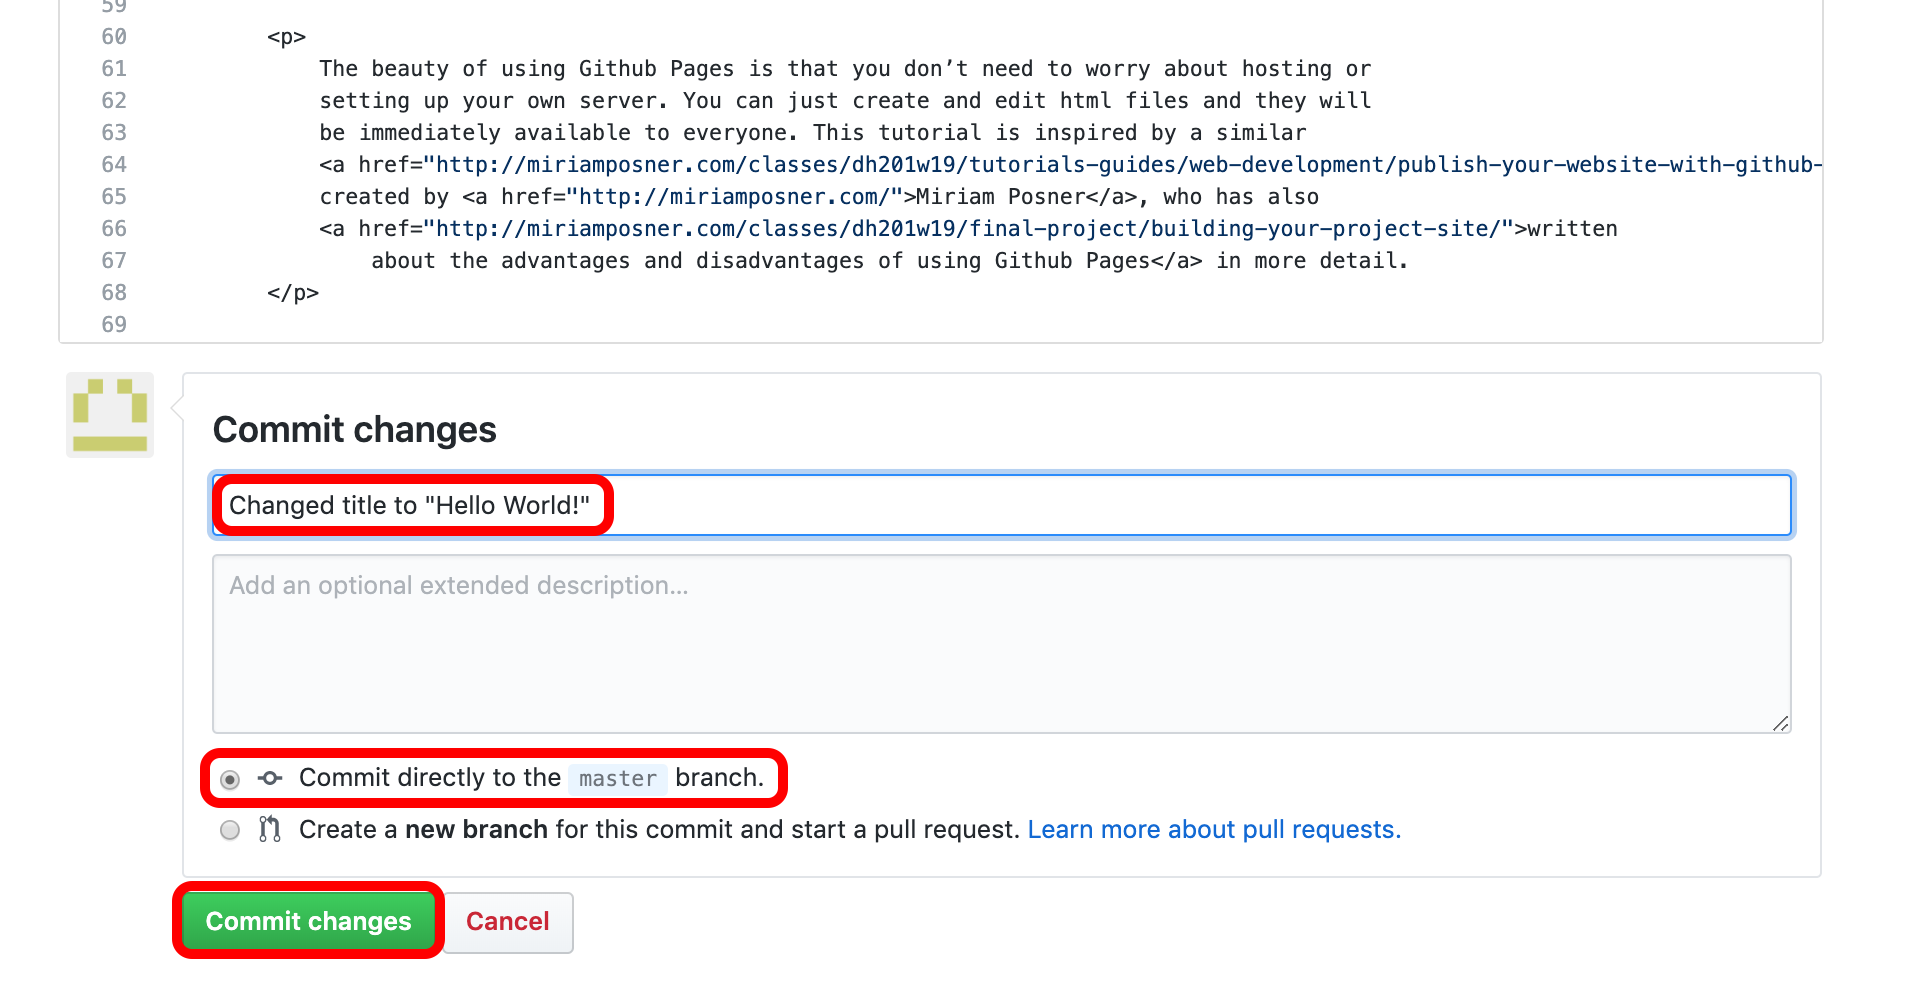 59
60 <p>
61 The beauty of using Github Pages is that you don’t need to worry about hosting or
62 setting up your own server. You can just create and edit html files and they will
63 be immediately available to everyone. This tutorial is inspired by a similar
64 <a href="http://miriamposner.com/classes/dh201w19/tutorials-guides/web-development/publish-your-website-with-github-
65 created by <a href="http://miriamposner.com/">Miriam Posner</a>, who has also
66 <a href="http://miriamposner.com/classes/dh201w19/final-project/building-your-project-site/">written
67 about the advantages and disadvantages of using Github Pages</a> in more detail.
68 </p>
69
Commit changes
Changed title to "Hello World!"
Add an optional extended description...
Commit directly to the master branch.
Create a new branch for this commit and start a pull request. Learn more about pull requests.
Commit changes Cancel